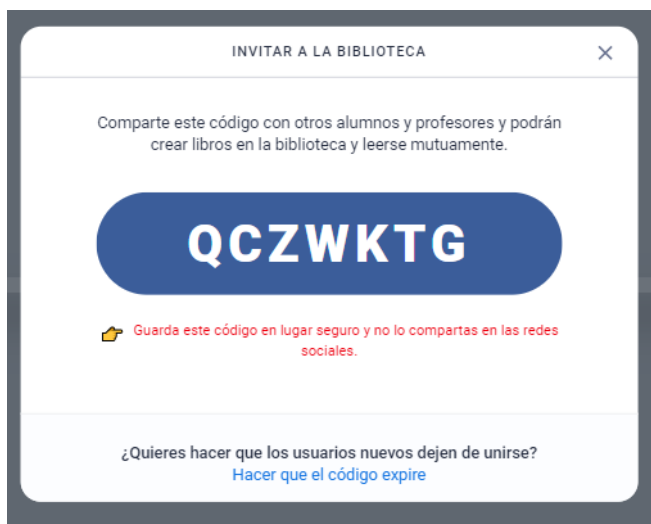 INVITAR A LA BIBLIOTECA
Comparte este código con otros alumnos y profesores y podrán
crear libros en la biblioteca y leerse mutuamente.
QCZWKTG
Guarda este código en lugar seguro y no lo compartas en las redes
sociales.
¿Quieres hacer que los usuarios nuevos dejen de unirse?
Hacer que el código expire